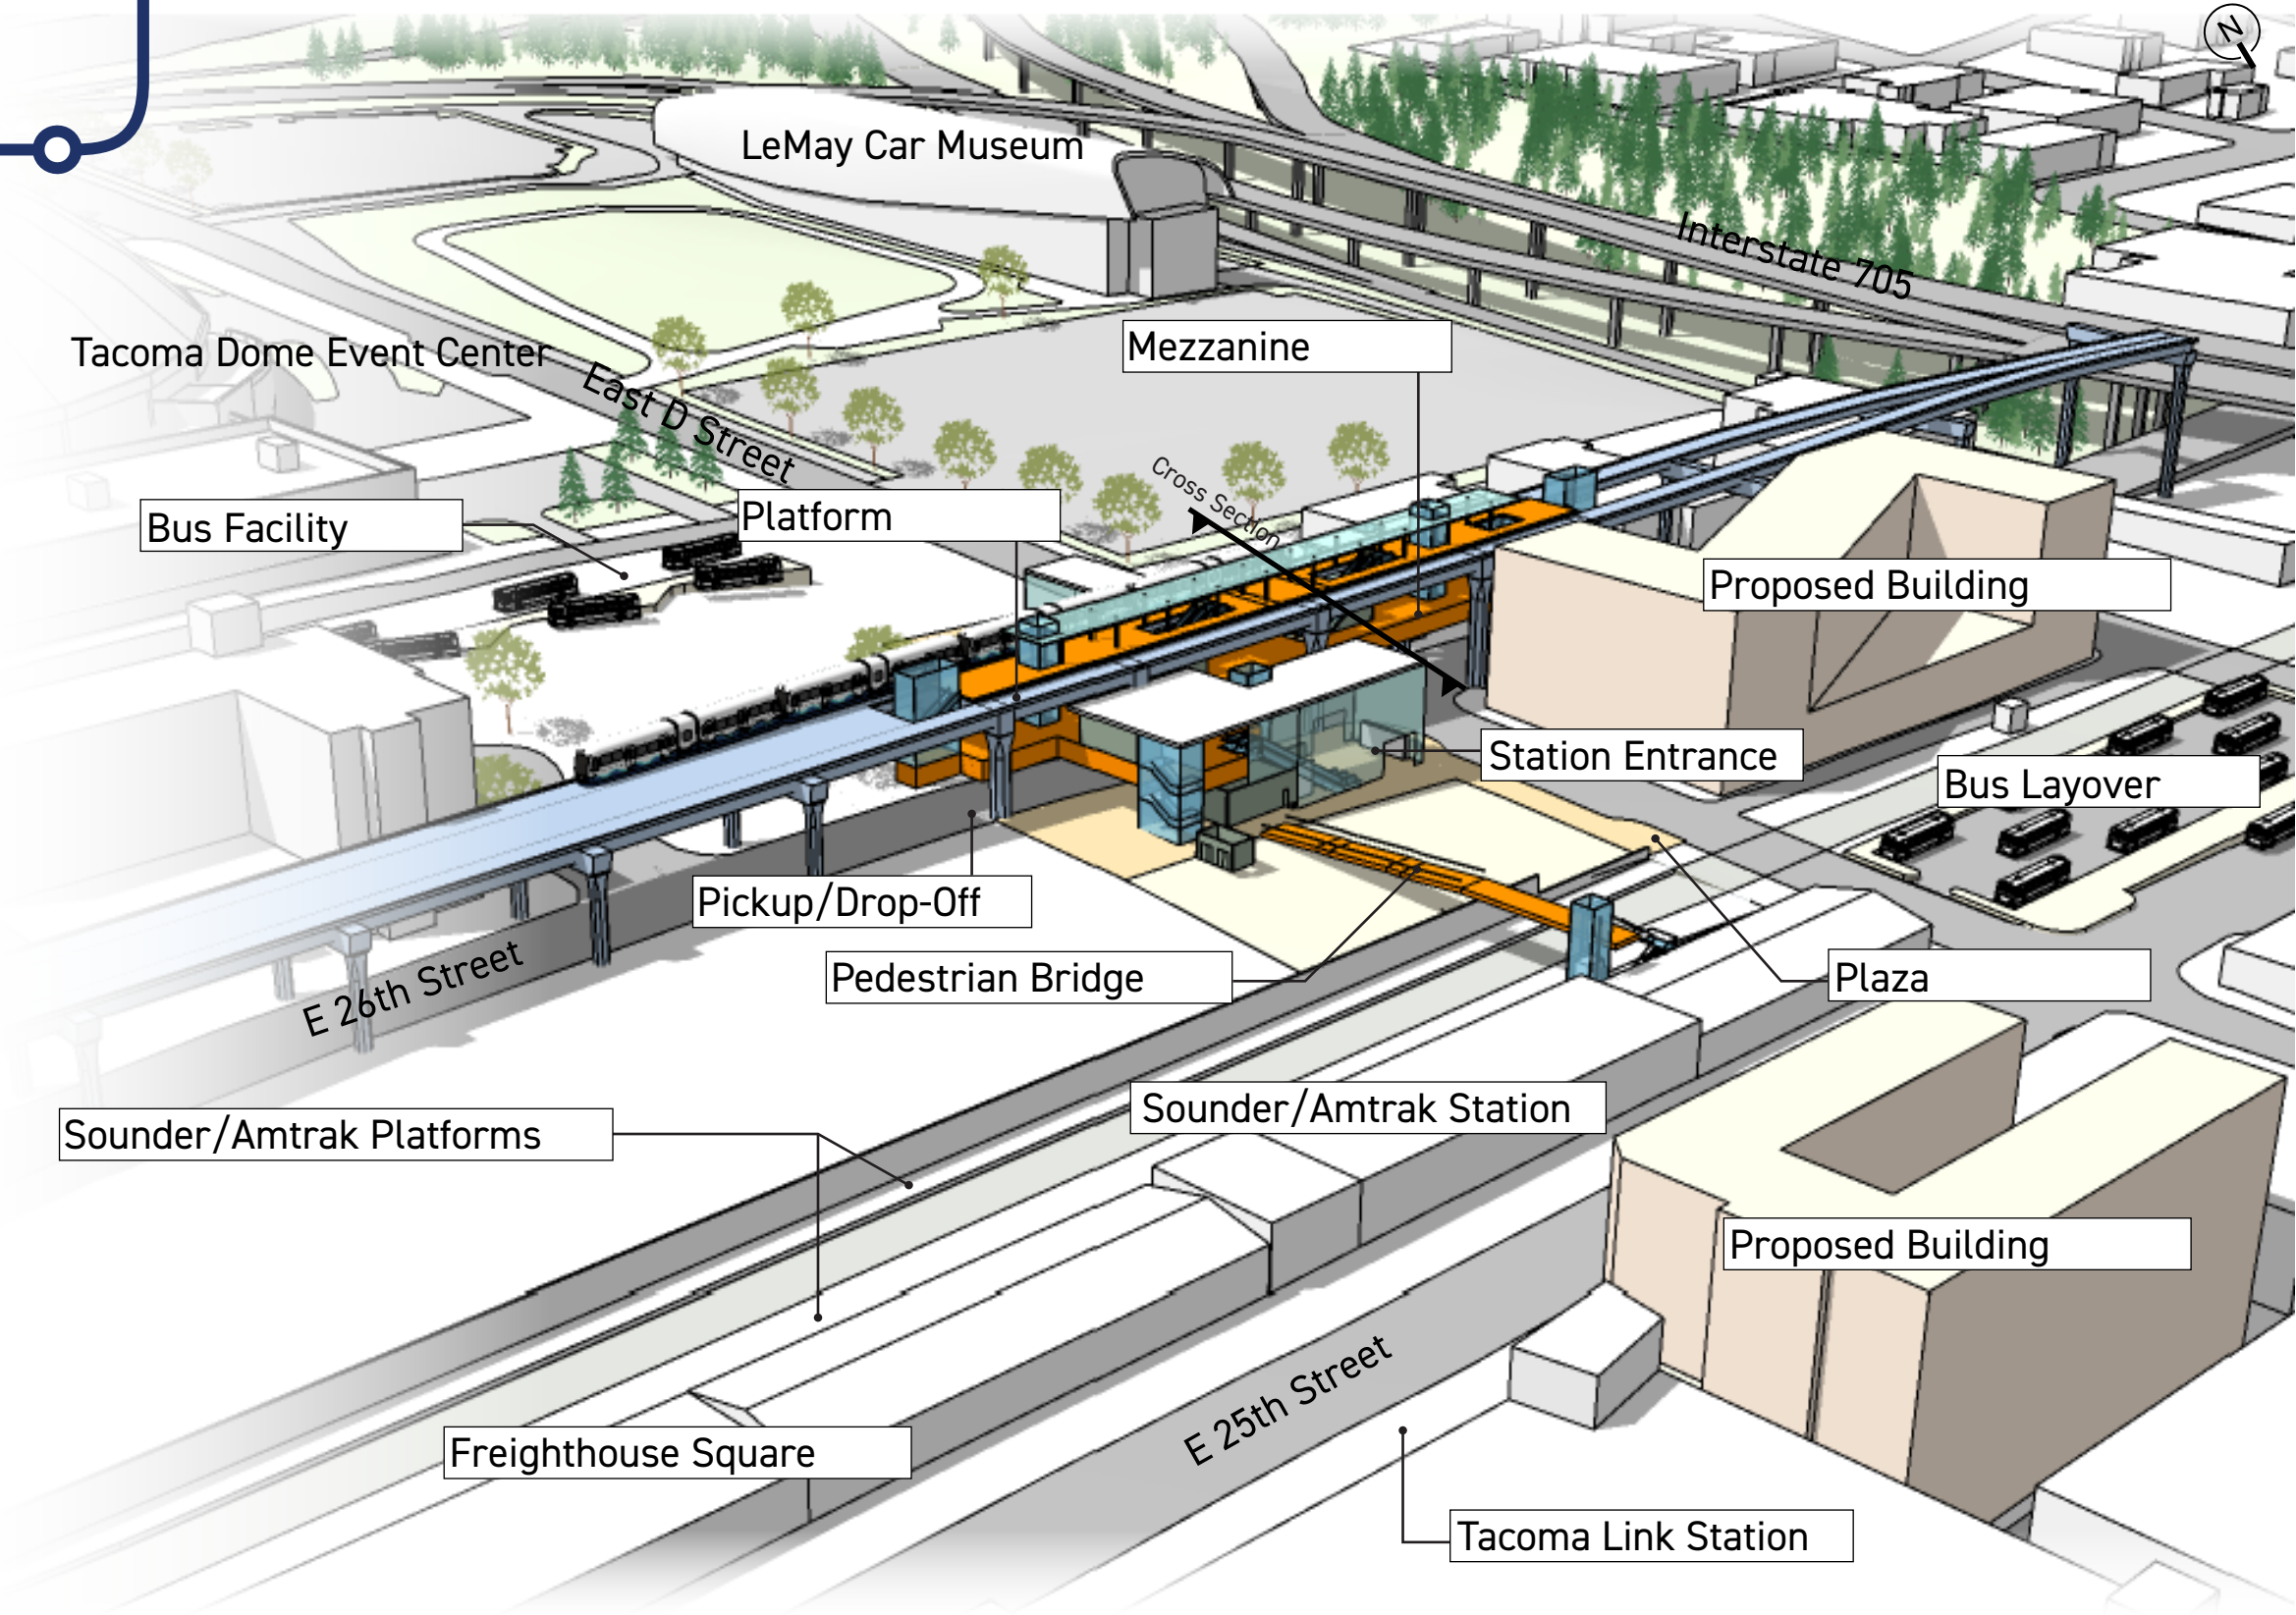 N
LeMay Car Museum
Interstate 705
Mezzanine
Tacoma Dome Event Center
East D Street
Cross Section
Platform
Bus Facility
Proposed Building
Station Entrance
Bus Layover
Pickup/Drop-Off
E 26th Street
Pedestrian Bridge
Plaza
Sounder/Amtrak Station
Sounder/Amtrak Platforms
Proposed Building
E 25th Street
Freighthouse Square
Tacoma Link Station